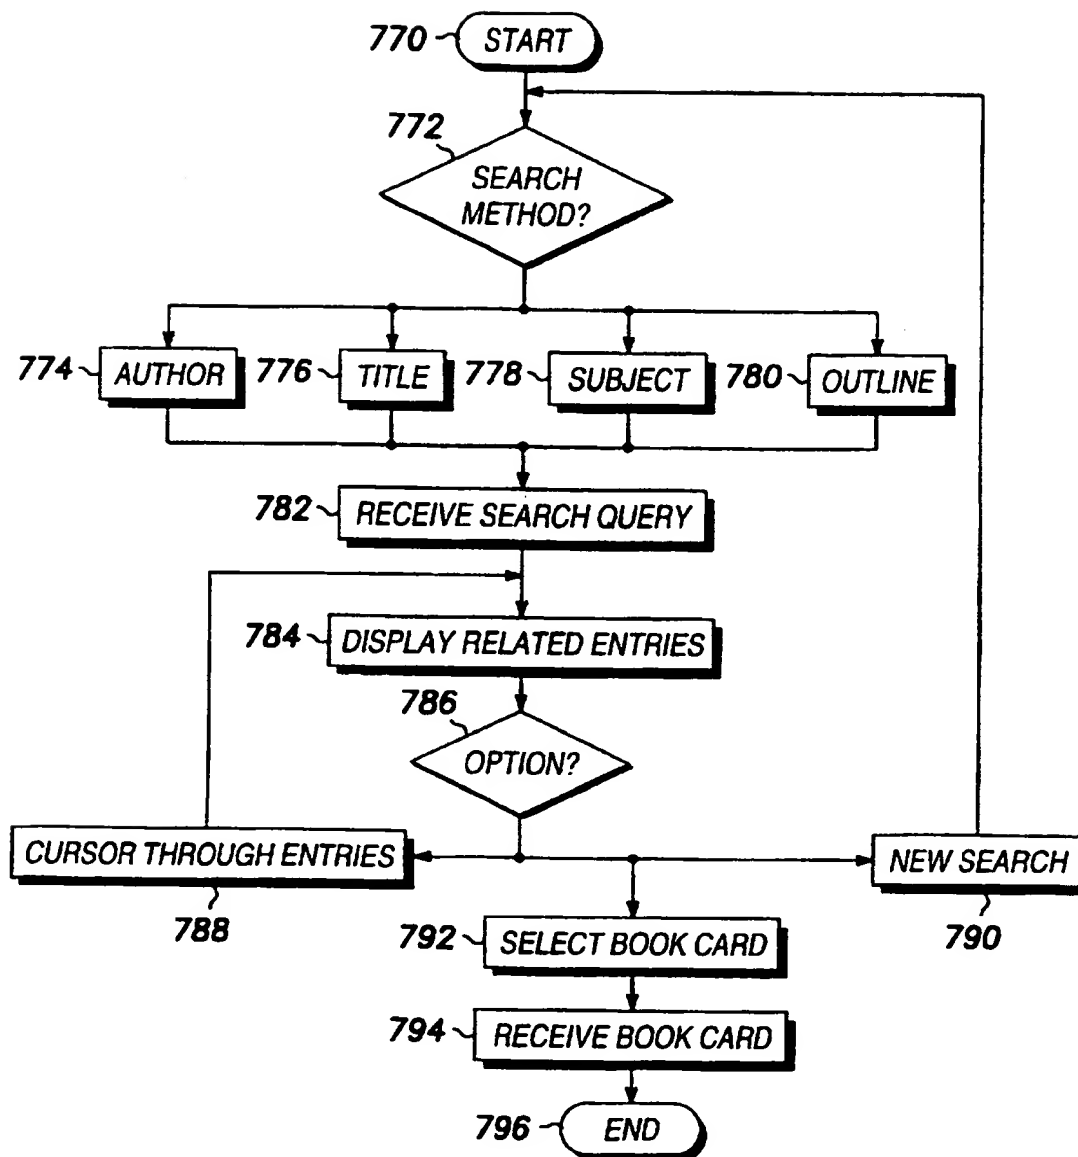 770 START
772
SEARCH
METHOD?
774 AUTHOR 776 TITLE 778 SUBJECT 780 OUTLINE
782 RECEIVE SEARCH QUERY
784 DISPLAY RELATED ENTRIES
786
OPTION?
CURSOR THROUGH ENTRIES NEW SEARCH
788 790
792 SELECT BOOK CARD
794 RECEIVE BOOK CARD
796 END